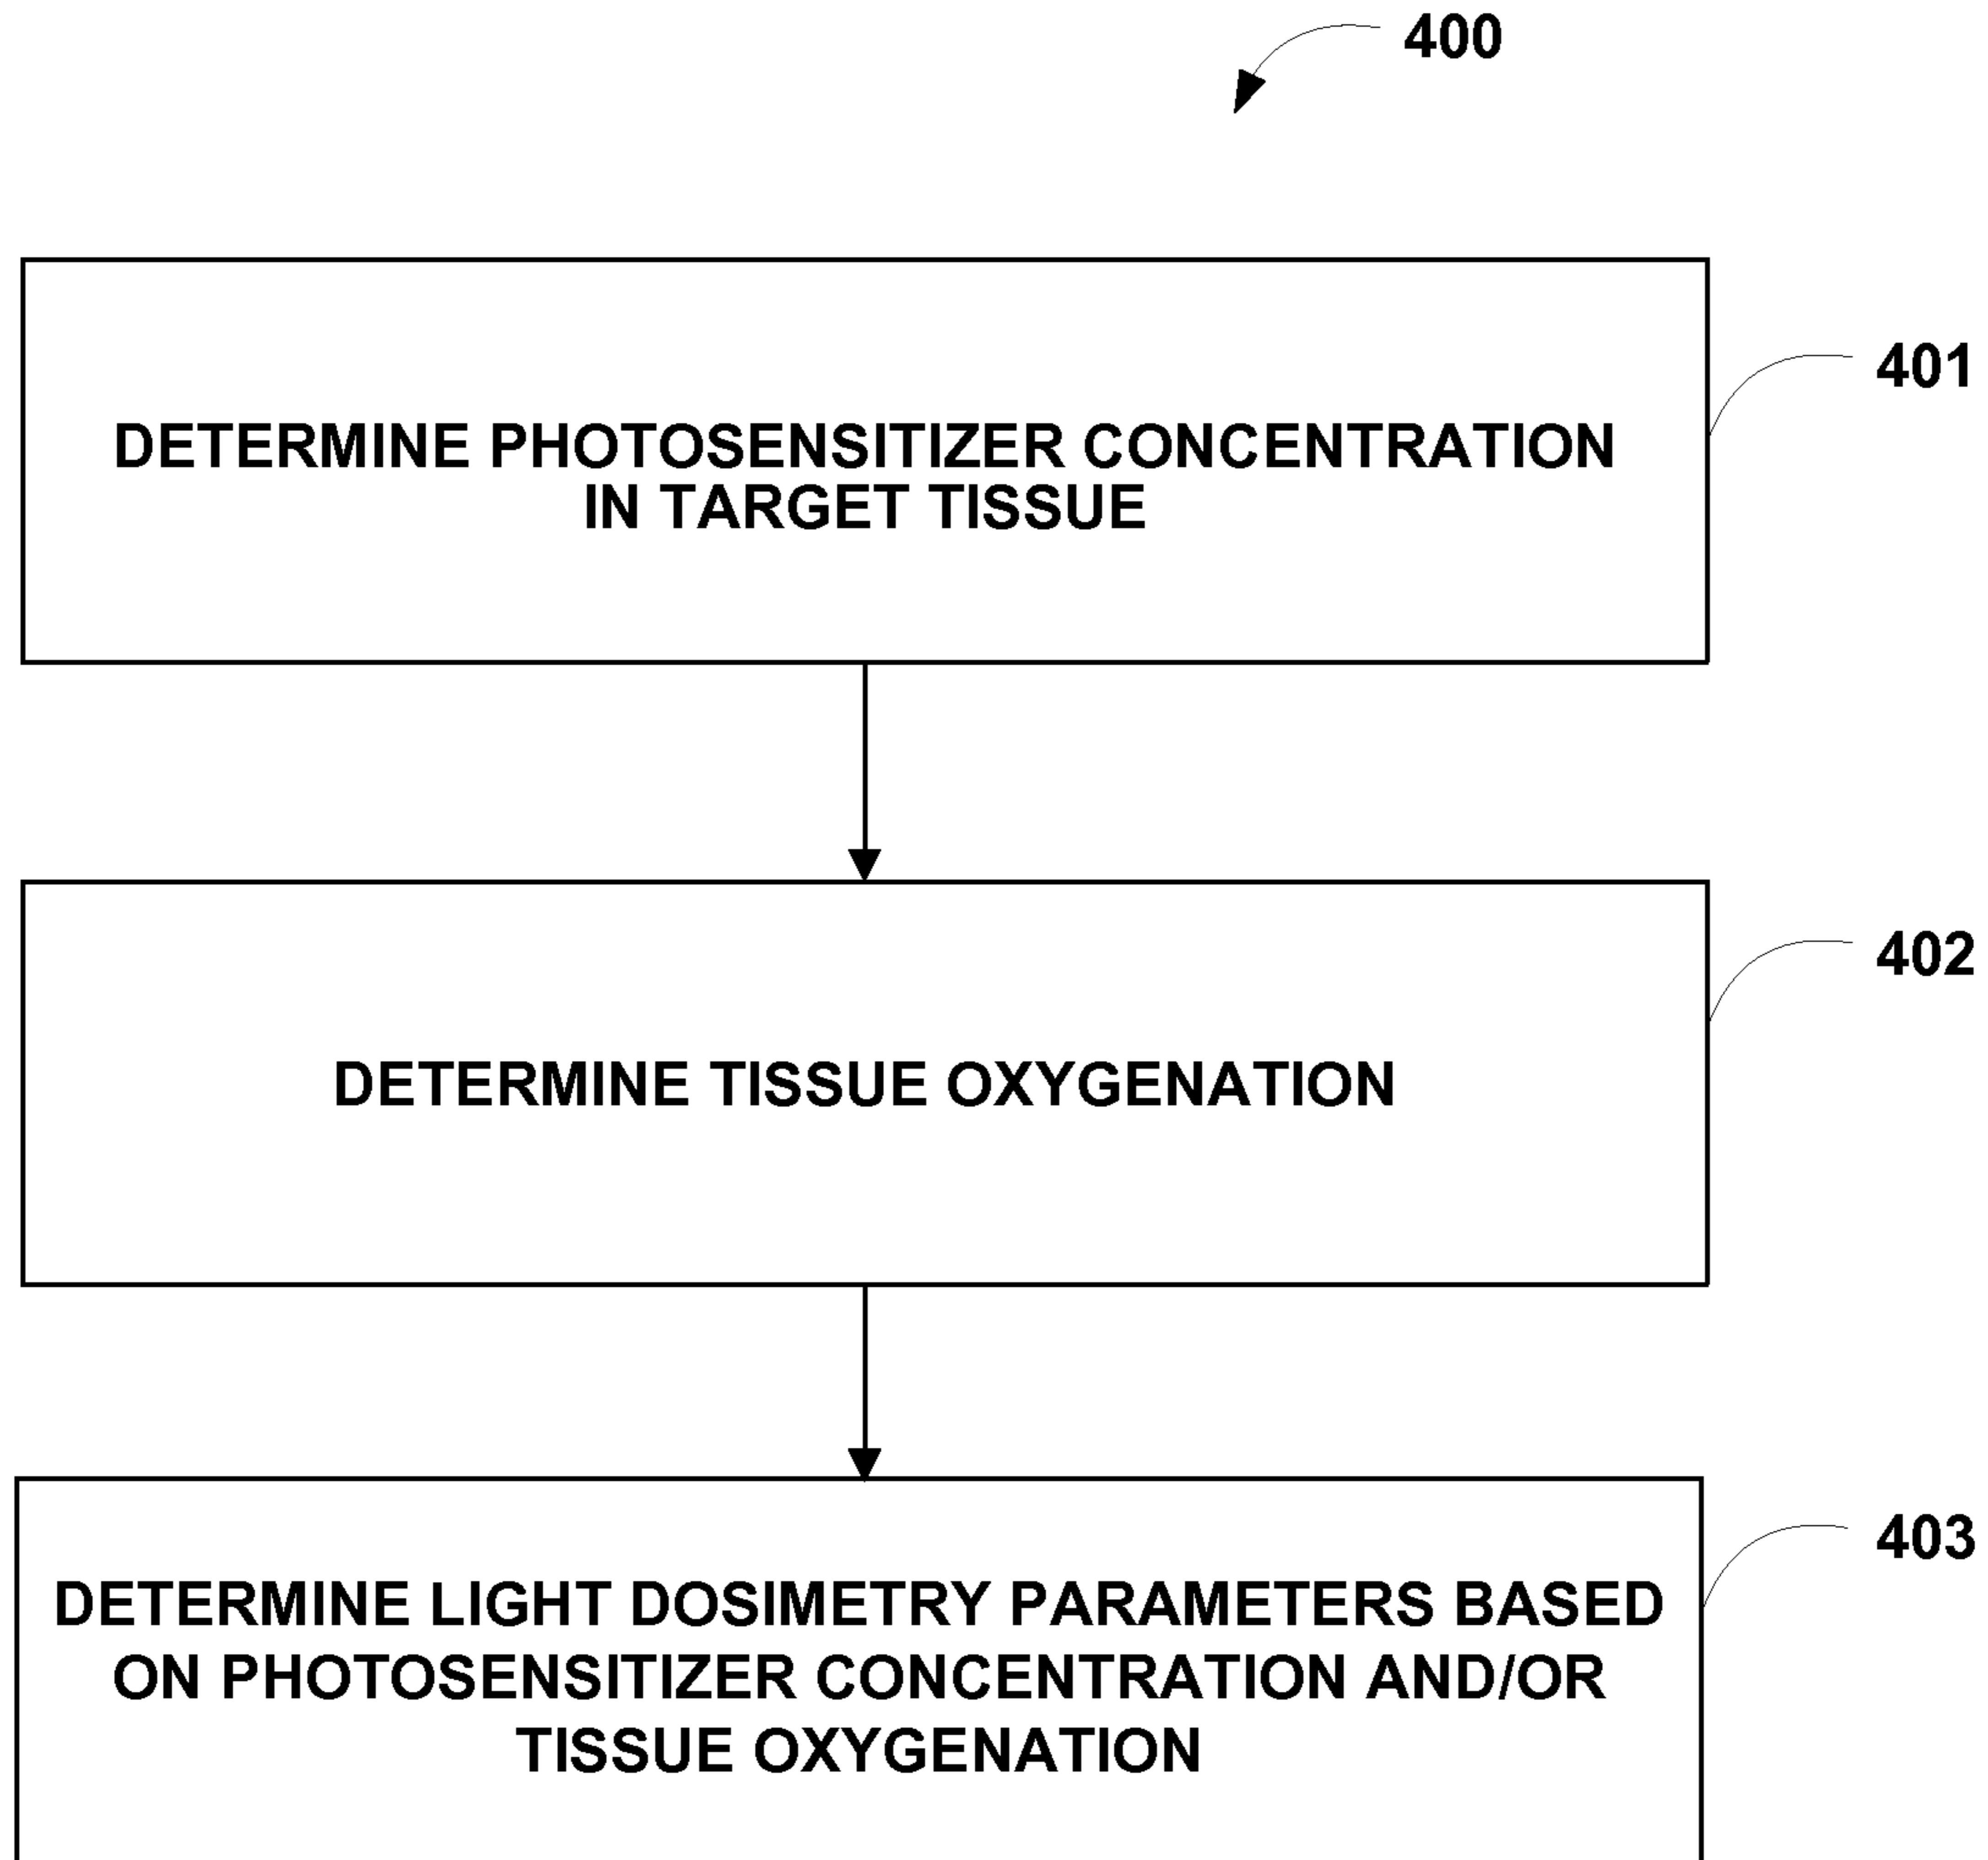 400
401
DETERMINE PHOTOSENSITIZER CONCENTRATION
IN TARGET TISSUE
402
DETERMINE TISSUE OXYGENATION
403
DETERMINE LIGHT DOSIMETRY PARAMETERS BASED
ON PHOTOSENSITIZER CONCENTRATION AND/OR
TISSUE OXYGENATION